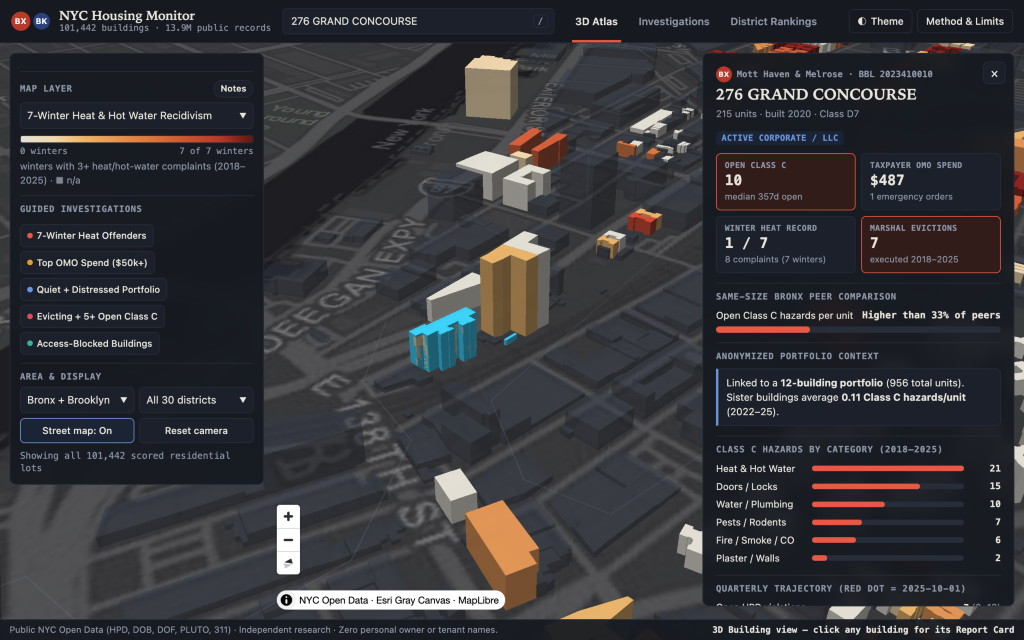 BX BK NYC Housing Monitor
101,442 buildings · 13.9M public records
276 GRAND CONCOURSE /
3D Atlas Investigations District Rankings
Theme Method & Limits
MAP LAYER Notes
7-Winter Heat & Hot Water Recidivism
0 winters 7 of 7 winters
winters with 3+ heat/hot-water complaints (2018–
2025) · n/a
GUIDED INVESTIGATIONS
7-Winter Heat Offenders
Top OMO Spend ($50k+)
Quiet + Distressed Portfolio
Evicting + 5+ Open Class C
Access-Blocked Buildings
AREA & DISPLAY
Bronx + Brooklyn All 30 districts
Street map: On Reset camera
Showing all 101,442 scored residential
lots
New York
DEEGAN EXPY
E 138TH ST
NYC Open Data · Esri Gray Canvas · MapLibre
BX Mott Haven & Melrose · BBL 2023410010
276 GRAND CONCOURSE
215 units · built 2020 · Class D7
ACTIVE CORPORATE / LLC
OPEN CLASS C
10
median 357d open
TAXPAYER OMO SPEND
$487
1 emergency orders
WINTER HEAT RECORD
1 / 7
8 complaints (7 winters)
MARSHAL EVICTIONS
7
executed 2018–2025
SAME-SIZE BRONX PEER COMPARISON
Open Class C hazards per unit Higher than 33% of peers
ANONYMIZED PORTFOLIO CONTEXT
Linked to a 12-building portfolio (956 total units).
Sister buildings average 0.11 Class C hazards/unit
(2022–25).
CLASS C HAZARDS BY CATEGORY (2018–2025)
Heat & Hot Water 21
Doors / Locks 15
Water / Plumbing 10
Pests / Rodents 7
Fire / Smoke / CO 6
Plaster / Walls 2
QUARTERLY TRAJECTORY (RED DOT = 2025-10-01)
Public NYC Open Data (HPD, DOB, DOF, PLUTO, 311) · Independent research · Zero personal owner or tenant names.
3D Building view — click any building for its Report Card